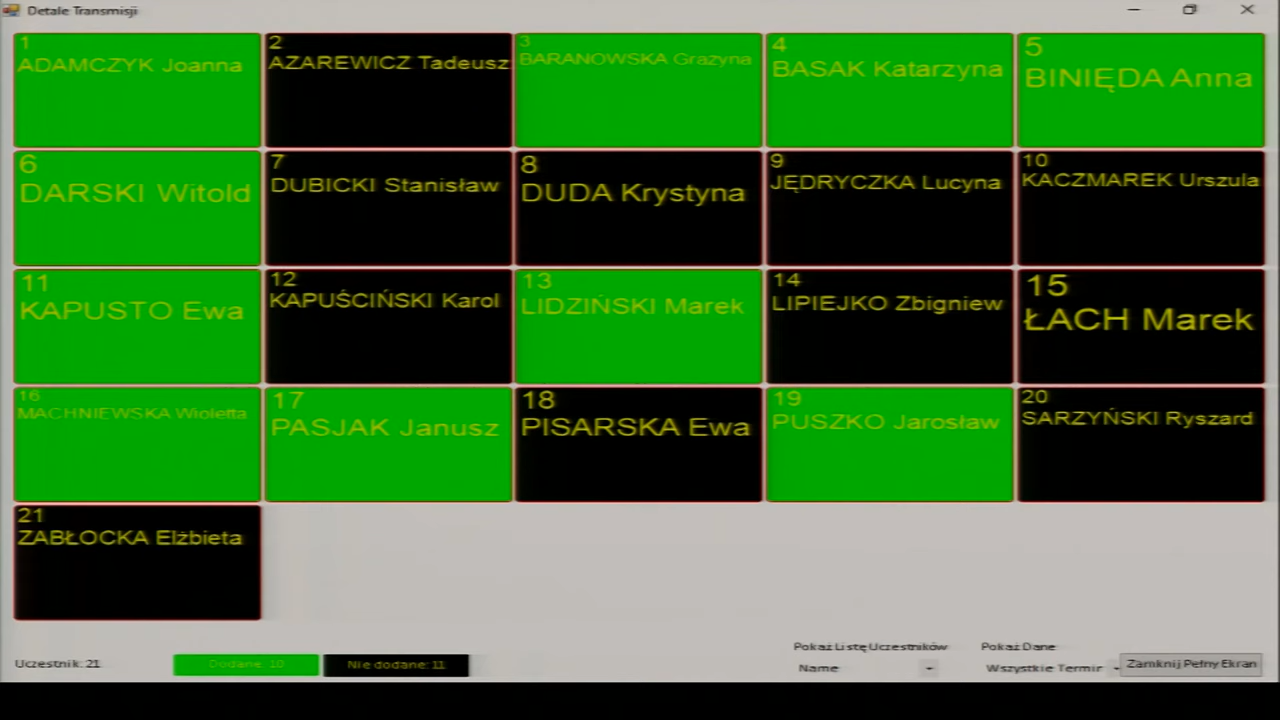 Detale Transmisji
1
ADAMCZYK Joanna
2
AZAREWICZ Tadeusz
3
BARANOWSKA Grażyna
4
BASAK Katarzyna
5
BINIĘDA Anna
6
DARSKI Witold
7
DUBICKI Stanisław
8
DUDA Krystyna
9
JĘDRYCZKA Lucyna
10
KACZMAREK Urszula
11
KAPUSTO Ewa
12
KAPUŚCIŃSKI Karol
13
LIDZIŃSKI Marek
14
LIPIEJKO Zbigniew
15
ŁACH Marek
16
MACHNIEWSKA Wioletta
17
PASJAK Janusz
18
PISARSKA Ewa
19
PUSZKO Jarosław
20
SARZYŃSKI Ryszard
21
ZABŁOCKA Elżbieta
Uczestnik: 21
Dodane: 10
Nie dodane: 11
Pokaż Listę Uczestników
Name
Pokaż Dane
Wszystkie Termir
Zamknij Pełny Ekran